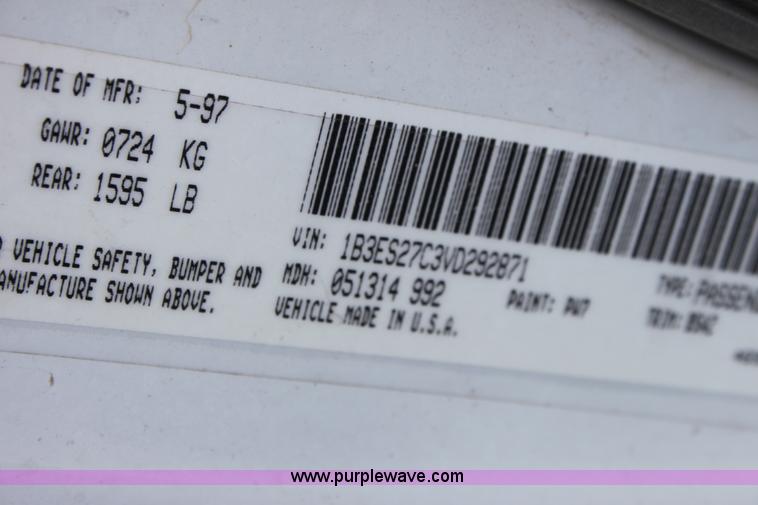 DATE OF MFR: 5-97
GAWR: 0724 KG
REAR: 1595 LB
VIN: 1B3ES27C3VD292871
TYPE: PASSEN
VEHICLE SAFETY, BUMPER AND
MDH: 051314 992
PAINT: PW7
TRIM:
ANUFACTURE SHOWN ABOVE.
VEHICLE MADE IN U.S.A.
www.purplewave.com